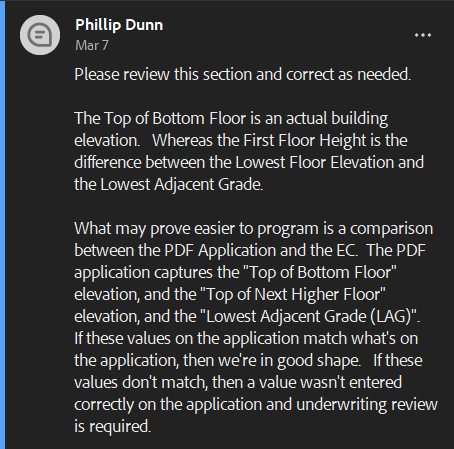 Phillip Dunn
Mar 7
Please review this section and correct as needed.
The Top of Bottom Floor is an actual building
elevation.   Whereas the First Floor Height is the
difference between the Lowest Floor Elevation and
the Lowest Adjacent Grade.
What may prove easier to program is a comparison
between the PDF Application and the EC.  The PDF
application captures the "Top of Bottom Floor"
elevation, and the "Top of Next Higher Floor"
elevation, and the "Lowest Adjacent Grade (LAG)".
If these values on the application match what's on
the application, then we're in good shape.   If these
values don't match, then a value wasn't entered
correctly on the application and underwriting review
is required.